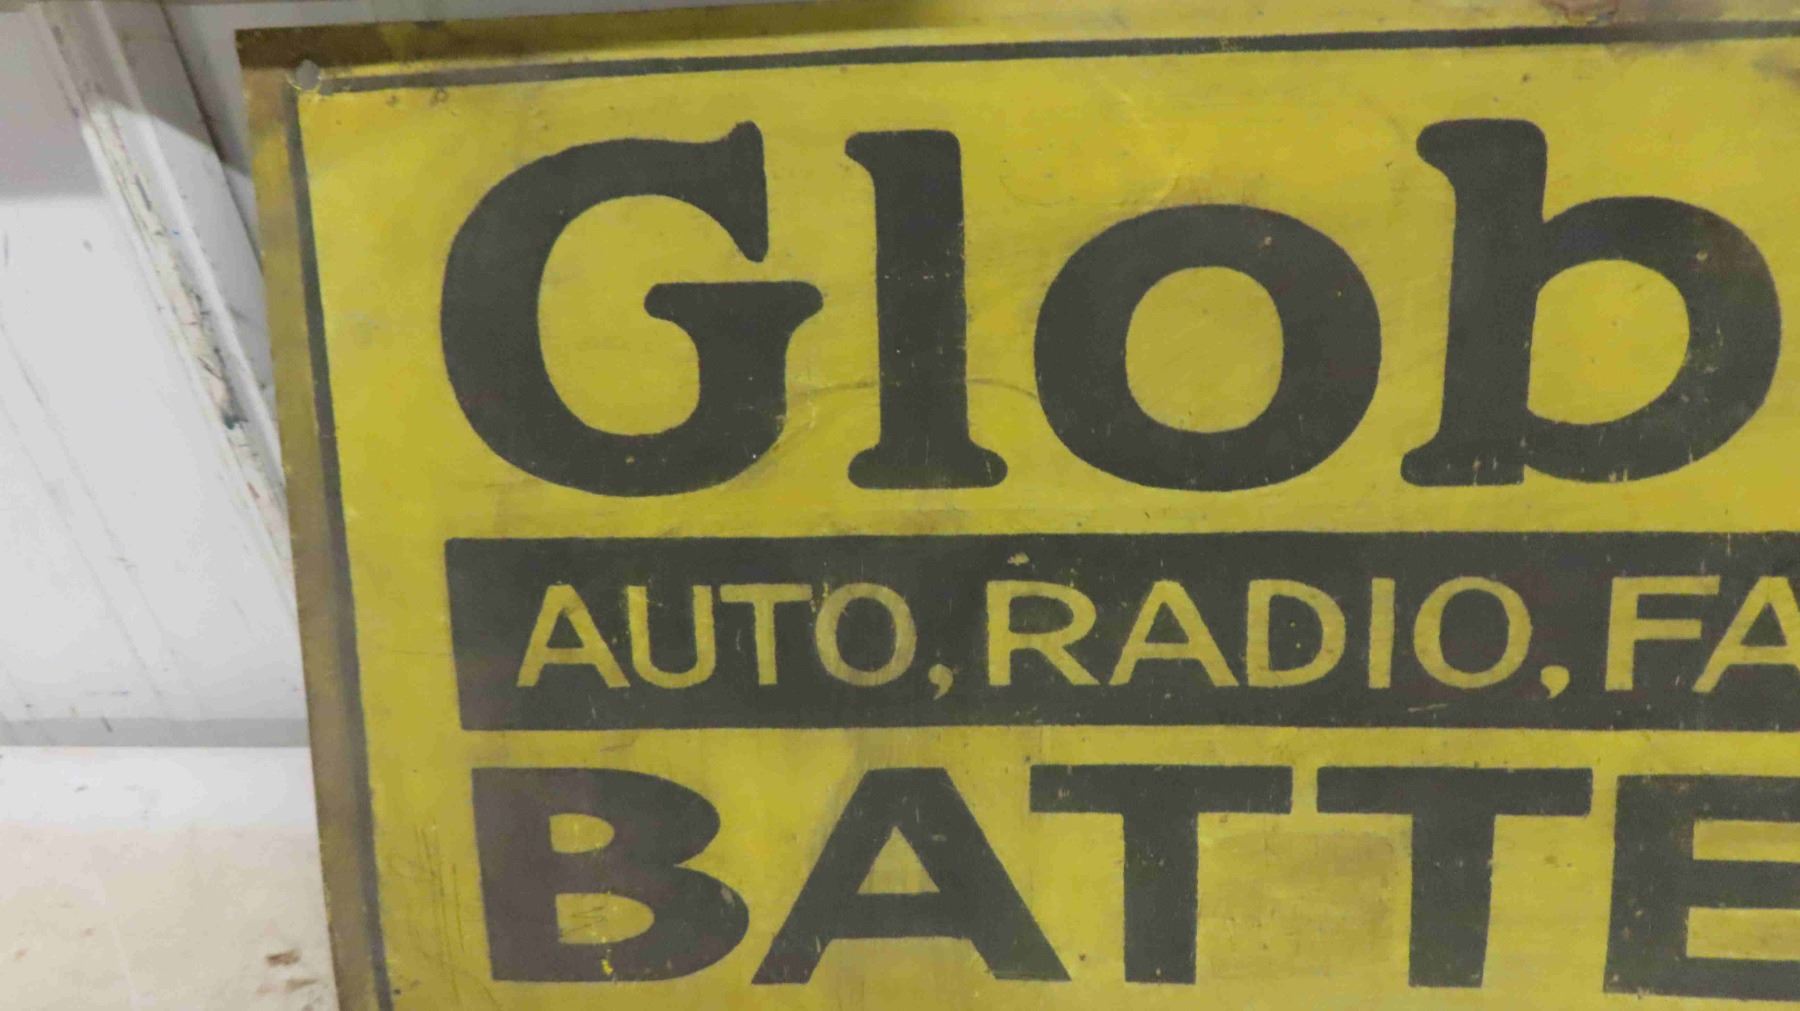 Glob
AUTO, RADIO, FA
BATTE